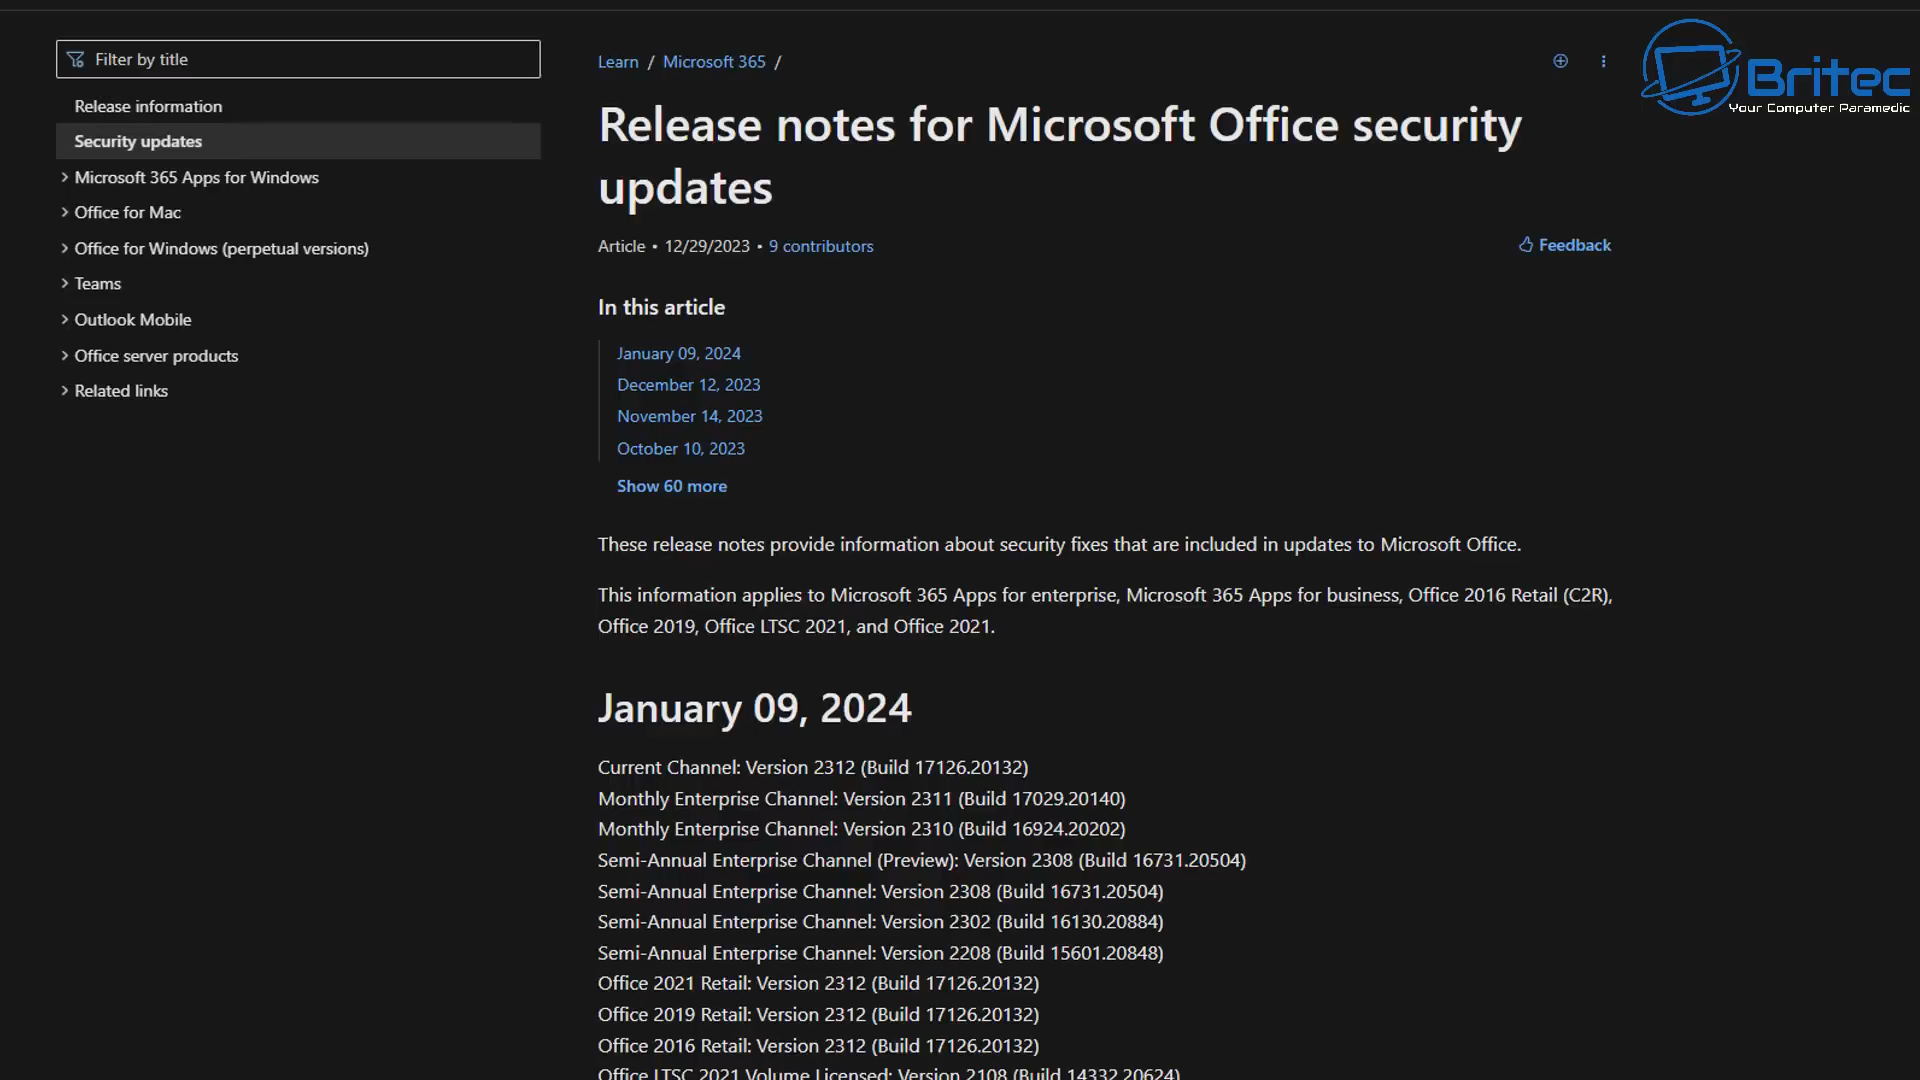 Filter by title
Release information
Security updates
Microsoft 365 Apps for Windows
Office for Mac
Office for Windows (perpetual versions)
Teams
Outlook Mobile
Office server products
Related links
Learn / Microsoft 365 /
Britec
Your Computer Paramedic
Release notes for Microsoft Office security
updates
Article • 12/29/2023 • 9 contributors
Feedback
In this article
January 09, 2024
December 12, 2023
November 14, 2023
October 10, 2023
Show 60 more
These release notes provide information about security fixes that are included in updates to Microsoft Office.
This information applies to Microsoft 365 Apps for enterprise, Microsoft 365 Apps for business, Office 2016 Retail (C2R),
Office 2019, Office LTSC 2021, and Office 2021.
January 09, 2024
Current Channel: Version 2312 (Build 17126.20132)
Monthly Enterprise Channel: Version 2311 (Build 17029.20140)
Monthly Enterprise Channel: Version 2310 (Build 16924.20202)
Semi-Annual Enterprise Channel (Preview): Version 2308 (Build 16731.20504)
Semi-Annual Enterprise Channel: Version 2308 (Build 16731.20504)
Semi-Annual Enterprise Channel: Version 2302 (Build 16130.20884)
Semi-Annual Enterprise Channel: Version 2208 (Build 15601.20848)
Office 2021 Retail: Version 2312 (Build 17126.20132)
Office 2019 Retail: Version 2312 (Build 17126.20132)
Office 2016 Retail: Version 2312 (Build 17126.20132)
Office LTSC 2021 Volume Licensed: Version 2108 (Build 14332.20624)